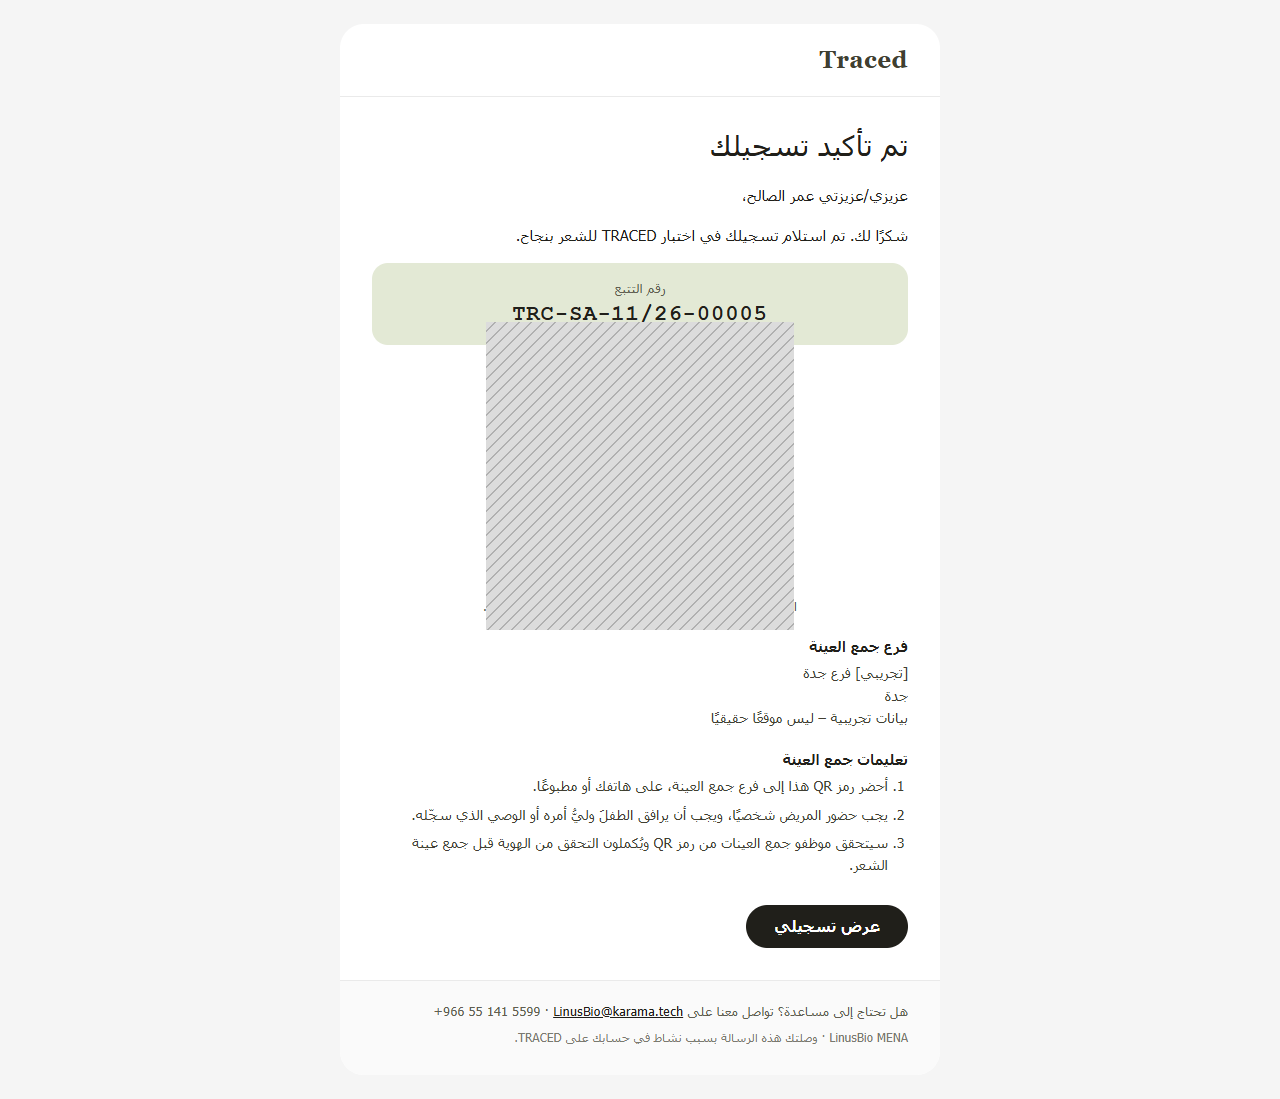 Traced
تم تأكيد تسجيلك
عزيزي/عزيزتي عمر الصالح،
شكرًا لك. تم استلام تسجيلك في اختبار TRACED للشعر بنجاح.
رقم التتبع
TRC-SA-11/26-00005
فرع جمع العينة
[تجريبي] فرع جدة
جدة
بيانات تجريبية – ليس موقعًا حقيقيًا
تعليمات جمع العينة
1. أحضر رمز QR هذا إلى فرع جمع العينة، على هاتفك أو مطبوعًا.
2. يجب حضور المريض شخصيًا، ويجب أن يرافق الطفلَ وليُّ أمره أو الوصي الذي سجّله.
3. سيتحقق موظفو جمع العينات من رمز QR ويُكملون التحقق من الهوية قبل جمع عينة
الشعر.
عرض تسجيلي
هل تحتاج إلى مساعدة؟ تواصل معنا على LinusBio@karama.tech · +966 55 141 5599
LinusBio MENA · وصلتك هذه الرسالة بسبب نشاط في حسابك على TRACED.